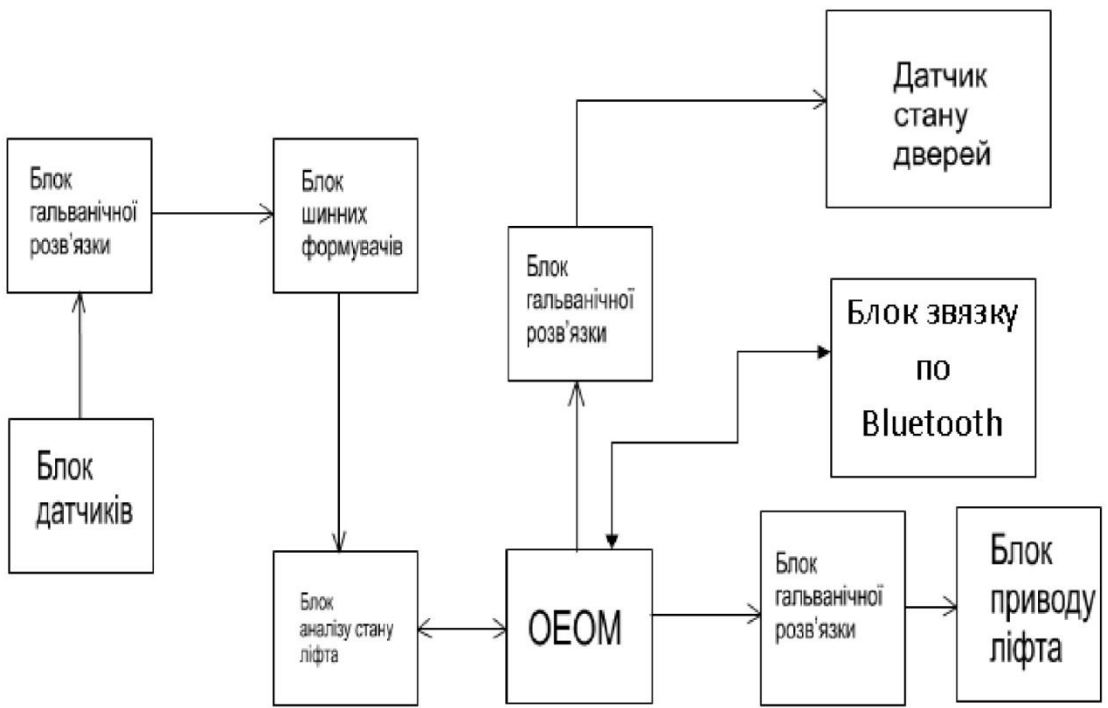 Датчик
стану
дверей
Блок
гальванічної
розв'язки
Блок
шинних
формувачів
Блок
гальванічної
розв'язки
Блок звязку
по
Bluetooth
Блок
датчиків
Блок
аналізу стану
ліфта
ОЕОМ
Блок
гальванічної
розв'язки
Блок
приводу
ліфта